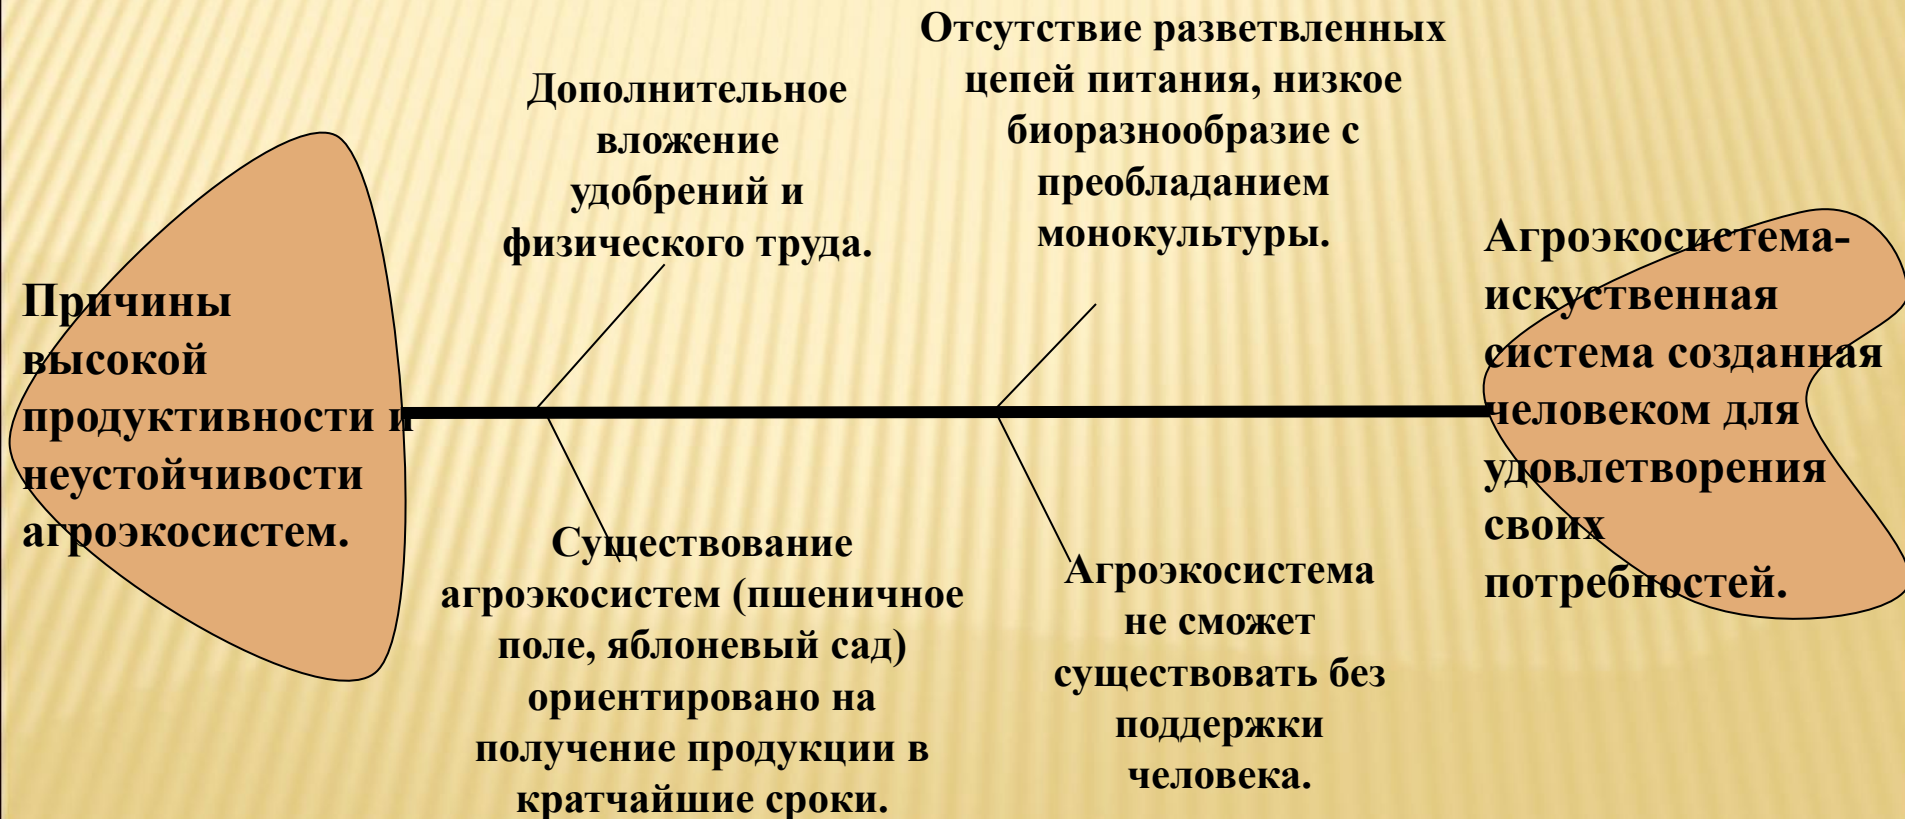 Причины
высокой
продуктивности и
неустойчивости
агроэкосистем.
Дополнительное
вложение
удобрений и
физического труда.
Отсутствие разветвленных
цепей питания, низкое
биоразнообразие с
преобладанием
монокультуры.
Существование
агроэкосистем (пшеничное
поле, яблоневый сад)
ориентировано на
получение продукции в
кратчайшие сроки.
Агроэкосистема
не сможет
существовать без
поддержки
человека.
Агроэкосистема-
искуственная
система созданная
человеком для
удовлетворения
своих
потребностей.